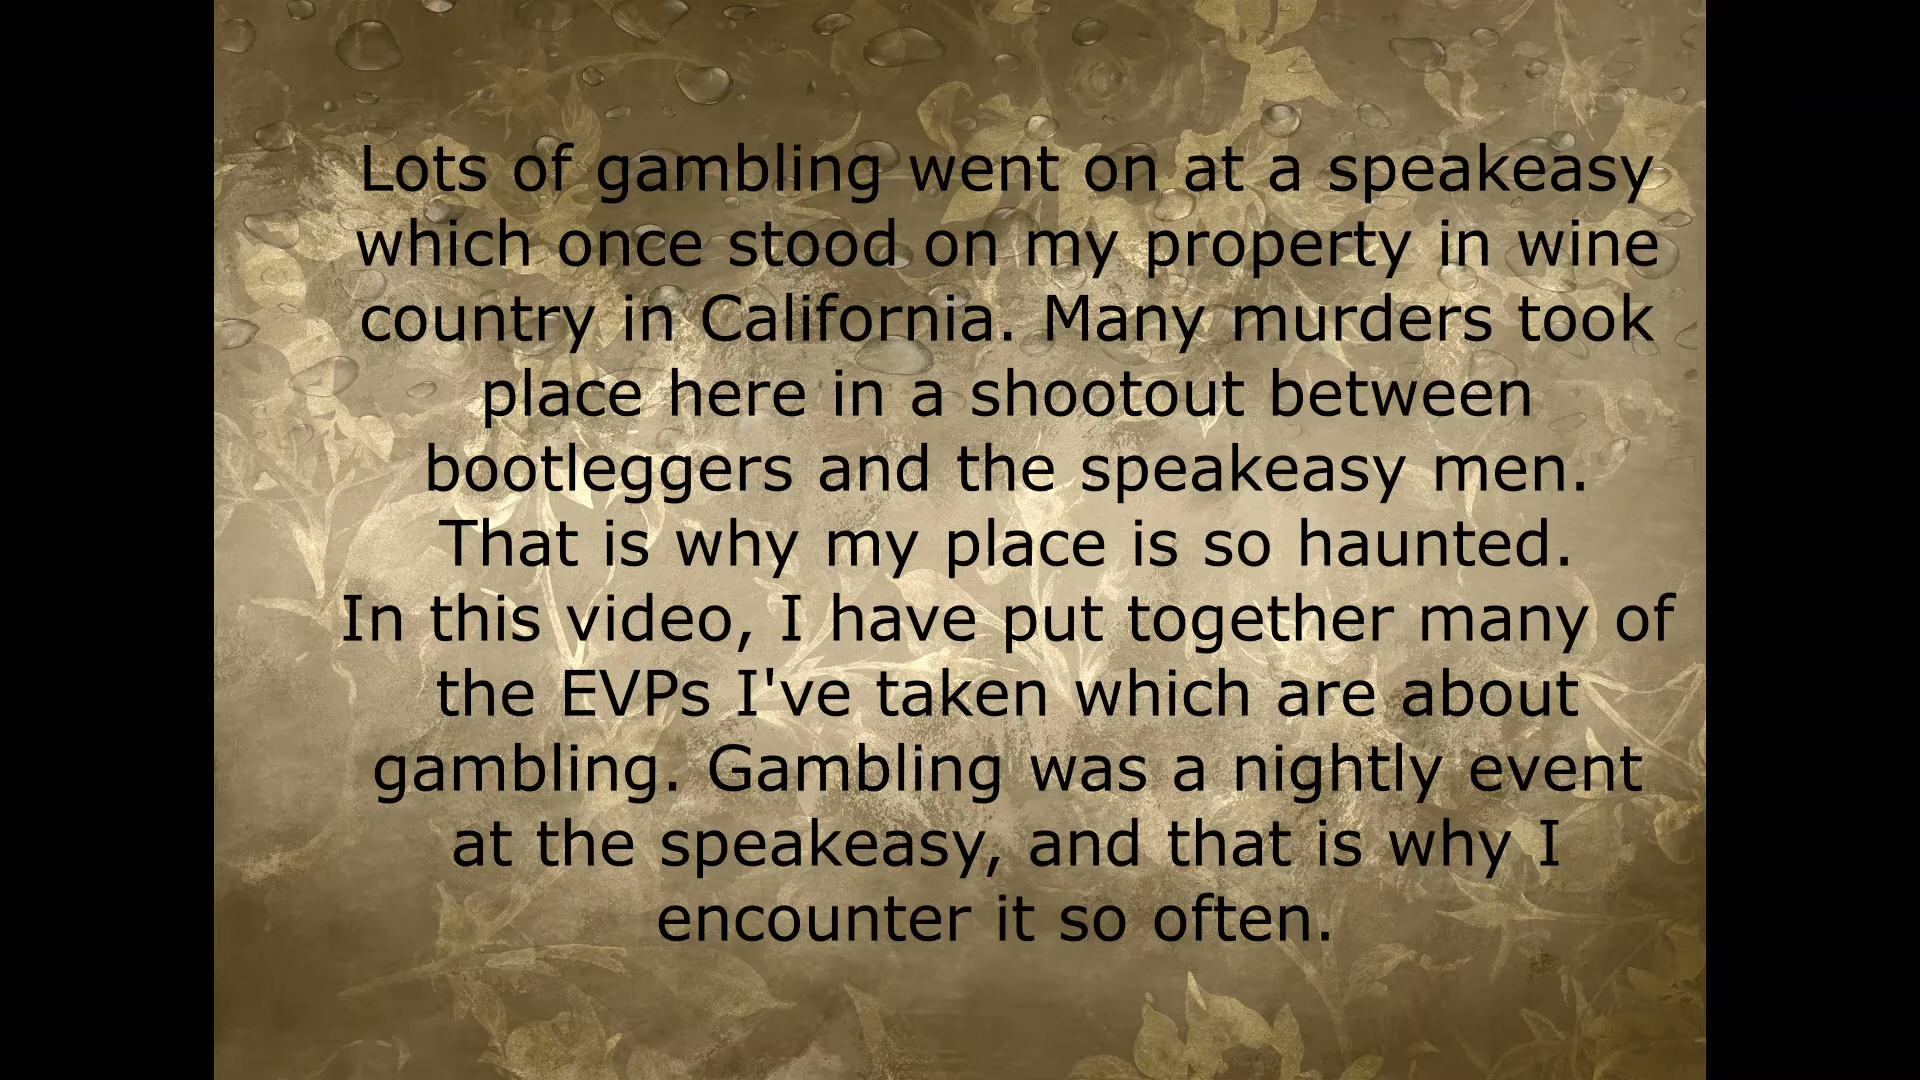 Lots of gambling went on at a speakeasy
which once stood on my property in wine
country in California. Many murders took
place here in a shootout between
bootleggers and the speakeasy men.
That is why my place is so haunted.
In this video, I have put together many of
the EVPs I've taken which are about
gambling. Gambling was a nightly event
at the speakeasy, and that is why I
encounter it so often.